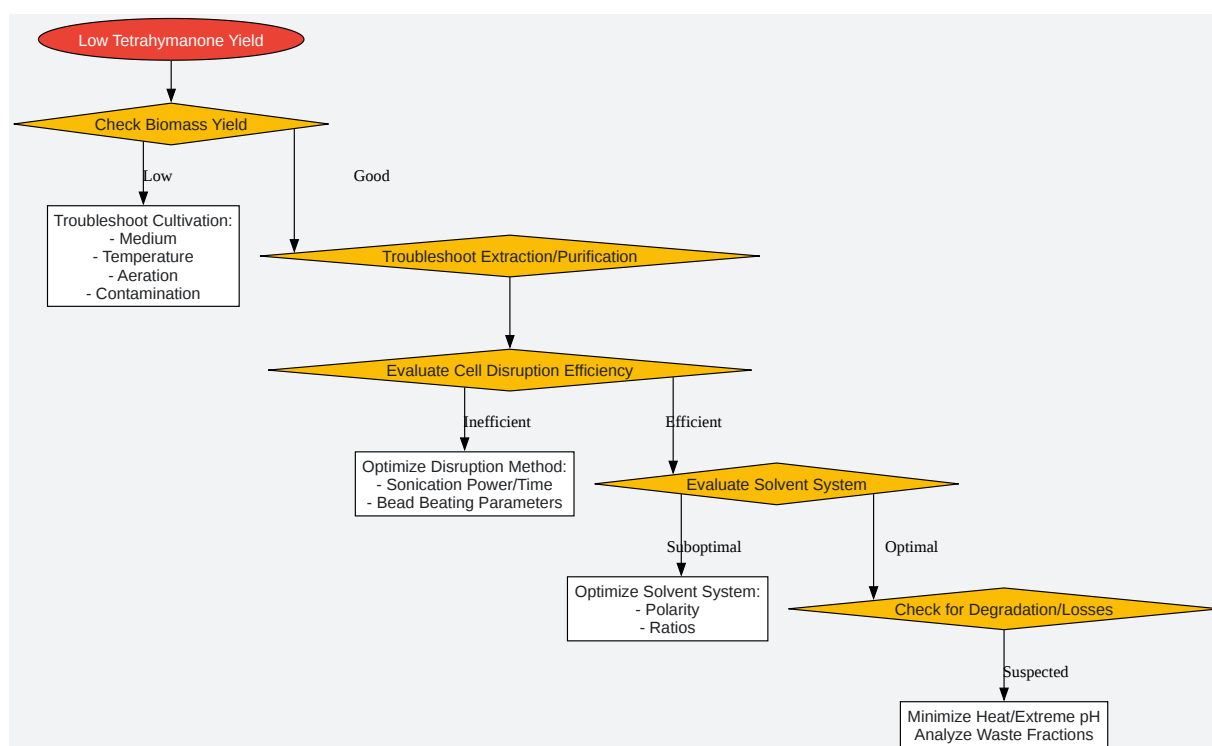 Low Tetrahymanone Yield
Check Biomass Yield
Low
Good
Troubleshoot Cultivation:
- Medium
- Temperature
- Aeration
- Contamination
Troubleshoot Extraction/Purification
Evaluate Cell Disruption Efficiency
Inefficient
Efficient
Optimize Disruption Method:
- Sonication Power/Time
- Bead Beating Parameters
Evaluate Solvent System
Suboptimal
Optimal
Optimize Solvent System:
- Polarity
- Ratios
Check for Degradation/Losses
Suspected
Minimize Heat/Extreme pH
Analyze Waste Fractions